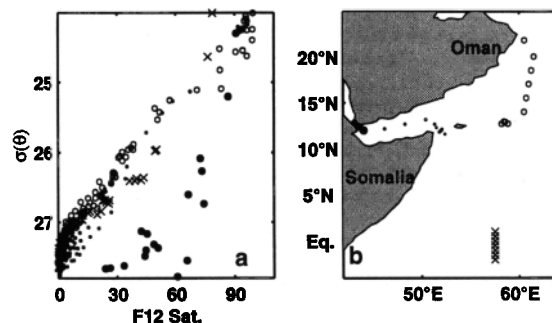 25
26
27
σ(θ)
0 30 60 90
F12 Sat.
a
20°N
15°N
10°N
5°N
Eq.
Oman
Somalia
b
50°E 60°E